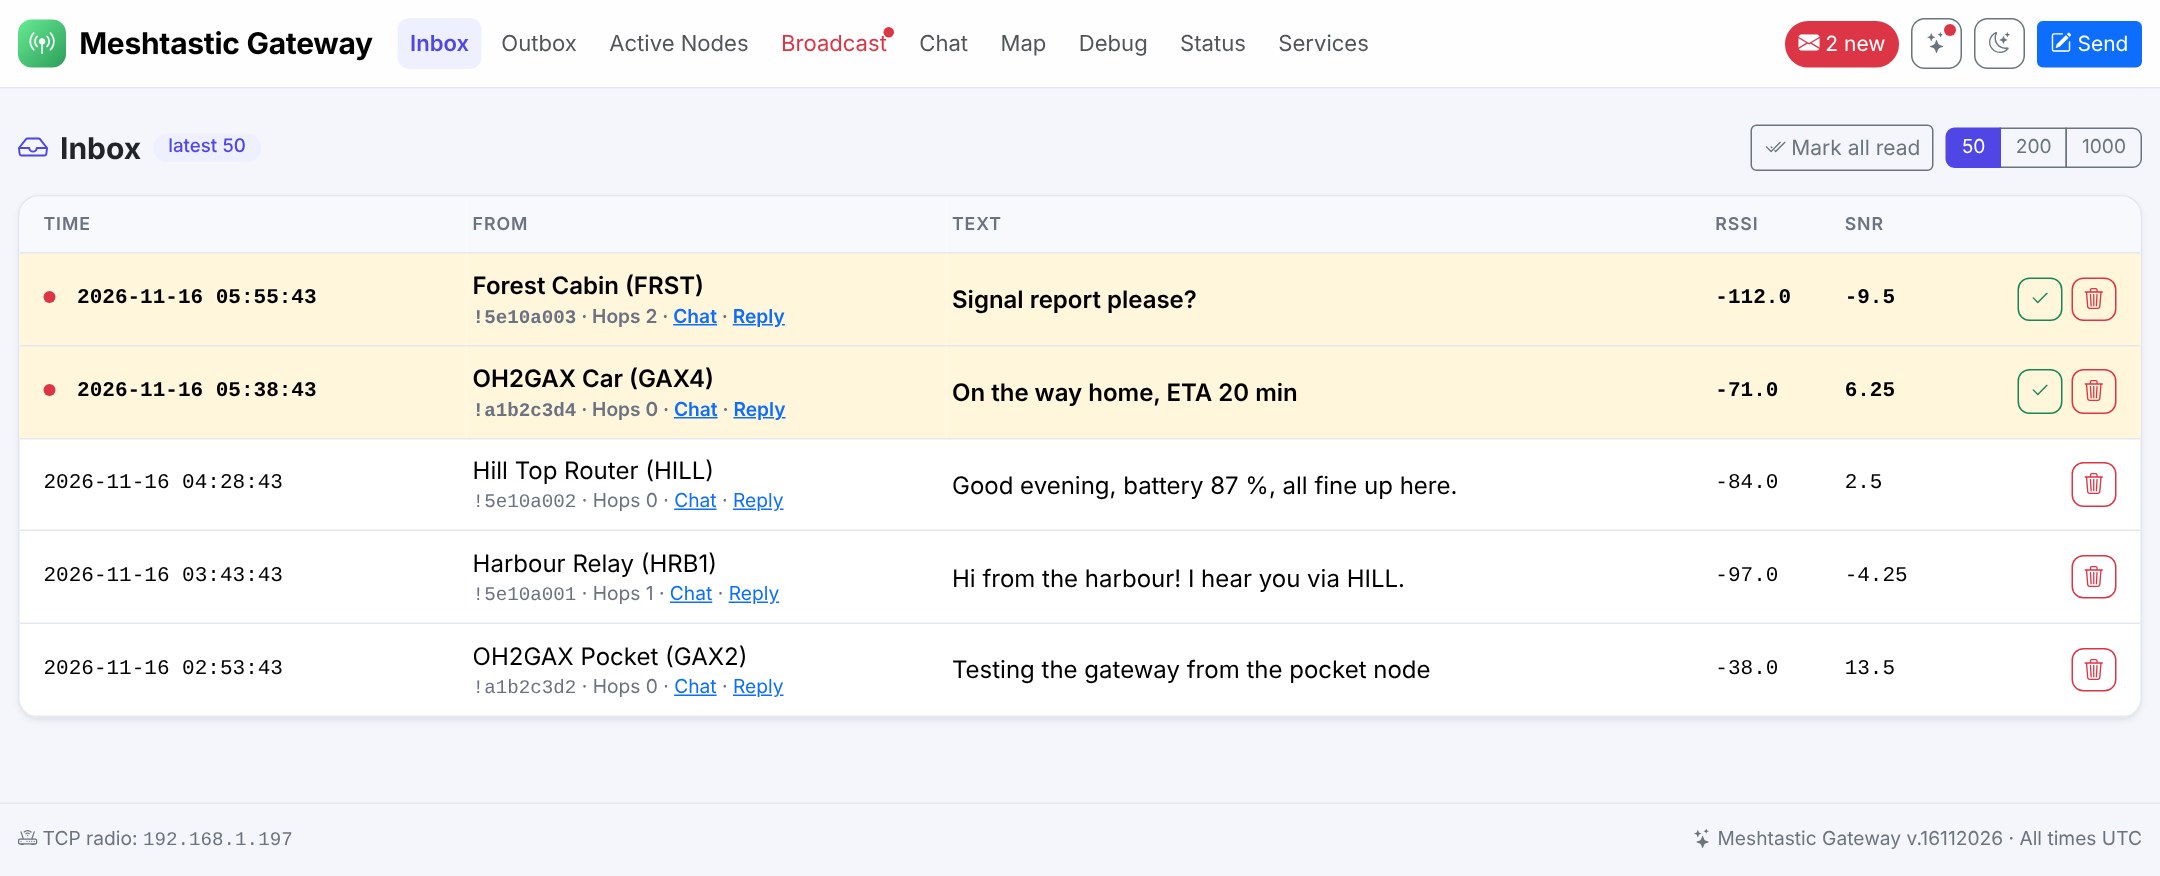 Meshtastic Gateway Inbox Outbox Active Nodes Broadcast Chat Map Debug Status Services 2 new Send
Inbox latest 50 Mark all read 50 200 1000
TIME FROM TEXT RSSI SNR
2026-11-16 05:55:43 Forest Cabin (FRST) Signal report please? -112.0 -9.5
!5e10a003 · Hops 2 · Chat · Reply
2026-11-16 05:38:43 OH2GAX Car (GAX4) On the way home, ETA 20 min -71.0 6.25
!a1b2c3d4 · Hops 0 · Chat · Reply
2026-11-16 04:28:43 Hill Top Router (HILL) Good evening, battery 87 %, all fine up here. -84.0 2.5
!5e10a002 · Hops 0 · Chat · Reply
2026-11-16 03:43:43 Harbour Relay (HRB1) Hi from the harbour! I hear you via HILL. -97.0 -4.25
!5e10a001 · Hops 1 · Chat · Reply
2026-11-16 02:53:43 OH2GAX Pocket (GAX2) Testing the gateway from the pocket node -38.0 13.5
!a1b2c3d2 · Hops 0 · Chat · Reply
TCP radio: 192.168.1.197 Meshtastic Gateway v.16112026 · All times UTC